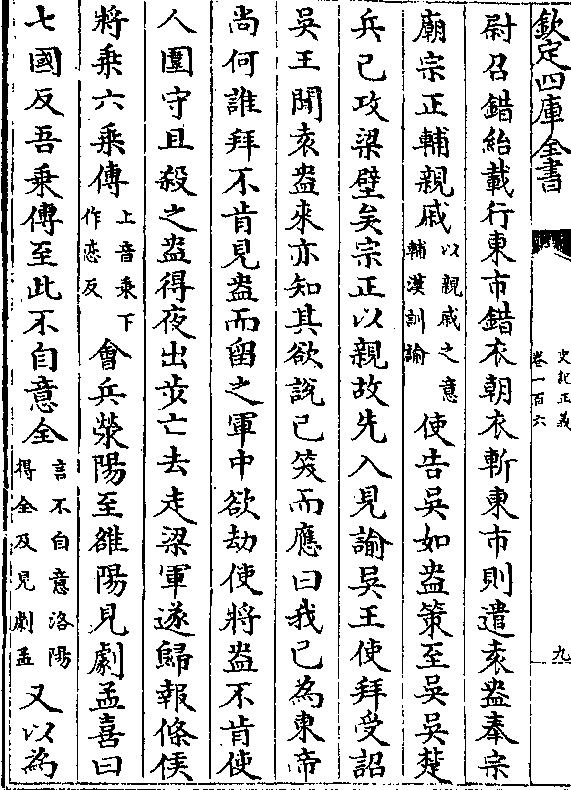 欽定四庫全書
史記正義
卷一百六
九
尉召錯紿載行東市錯衣朝衣斬東市則遣袁盎奉宗
廟宗正輔親戚以親戚之意輔漢訓諭使告吳如盎策至吳吳楚
兵已攻梁壁矣宗正以親故先入見諭吳王使拜受詔
吳王聞袁盎來亦知其欲說已笑而應曰我已為東帝
尚何誰拜不肯見盎而留之軍中欲劫使將盎不肯使
人圍守且殺之盎得夜出步亡去走梁軍遂歸報條侯
將乘六乘傳上音乘下作恋反會兵滎陽至雒陽見劇孟喜曰
七國反吾乘傳至此不自意全言不自意洛陽得全及見劇孟又以為